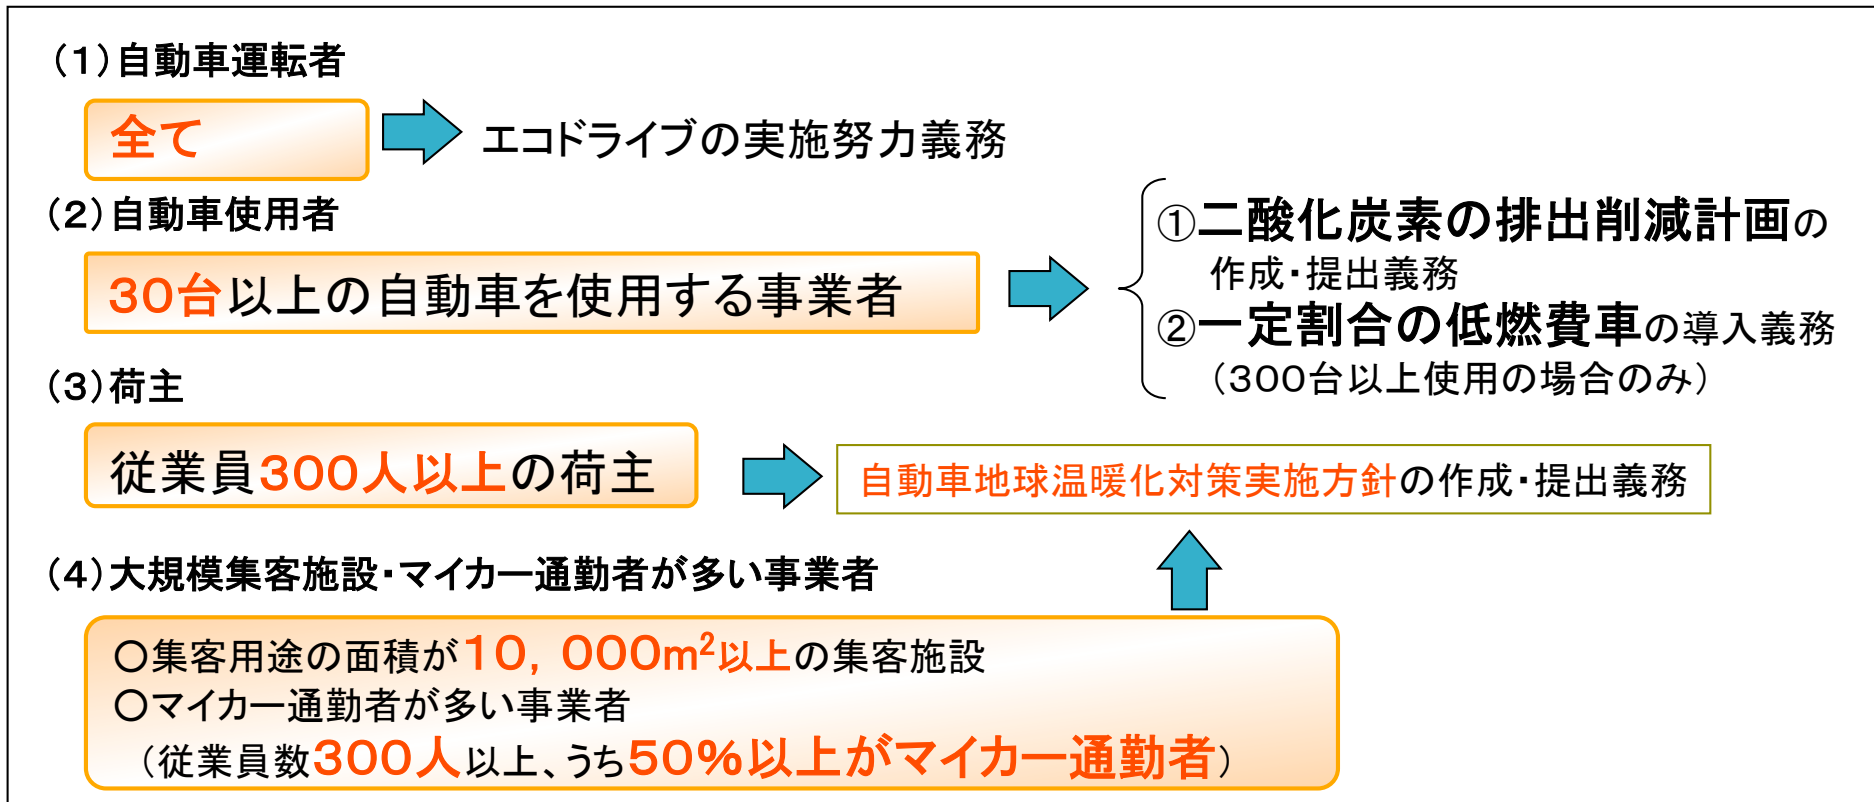 （１）自動車運転者
全て
エコドライブの実施努力義務
（２）自動車使用者
３０台以上の自動車を使用する事業者
①二酸化炭素の排出削減計画の
作成・提出義務
②一定割合の低燃費車の導入義務
（３００台以上使用の場合のみ）
（３）荷主
従業員３００人以上の荷主
自動車地球温暖化対策実施方針の作成・提出義務
（４）大規模集客施設・マイカー通勤者が多い事業者
○集客用途の面積が１０，０００m²以上の集客施設
○マイカー通勤者が多い事業者
（従業員数３００人以上、うち５０％以上がマイカー通勤者）